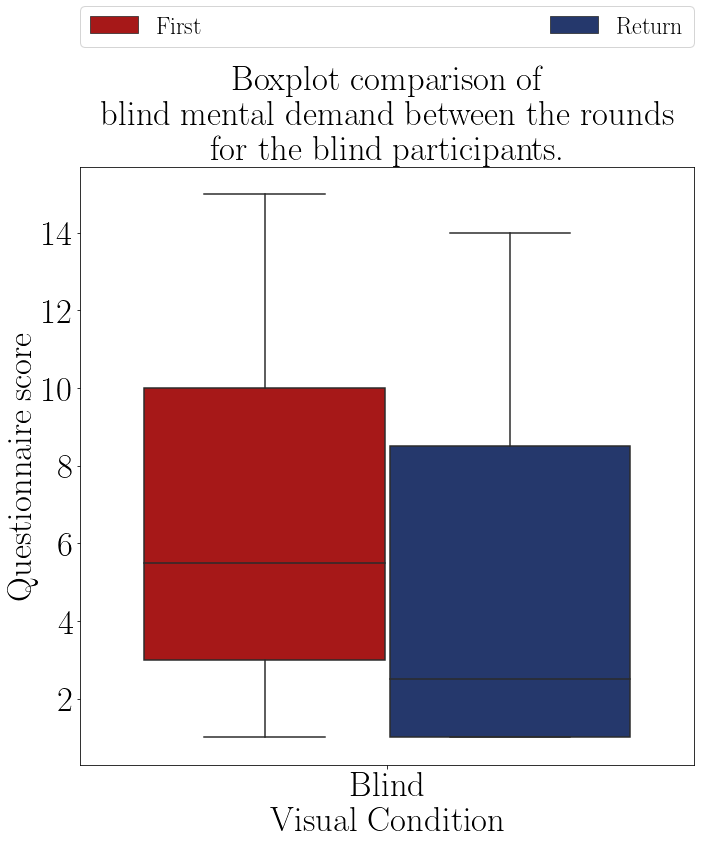 First
Return
Boxplot comparison of
blind mental demand between the rounds
for the blind participants.
14
12
10
8
6
4
2
Questionnaire score
Blind
Visual Condition